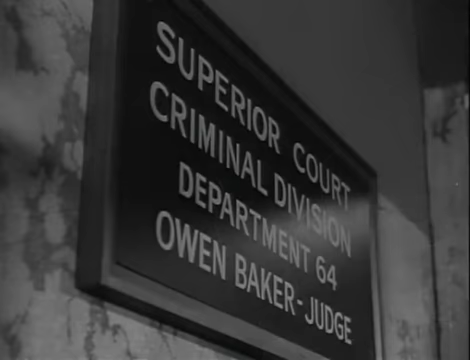 SUPERIOR COURT
CRIMINAL DIVISION
DEPARTMENT 64
OWEN BAKER-JUDGE